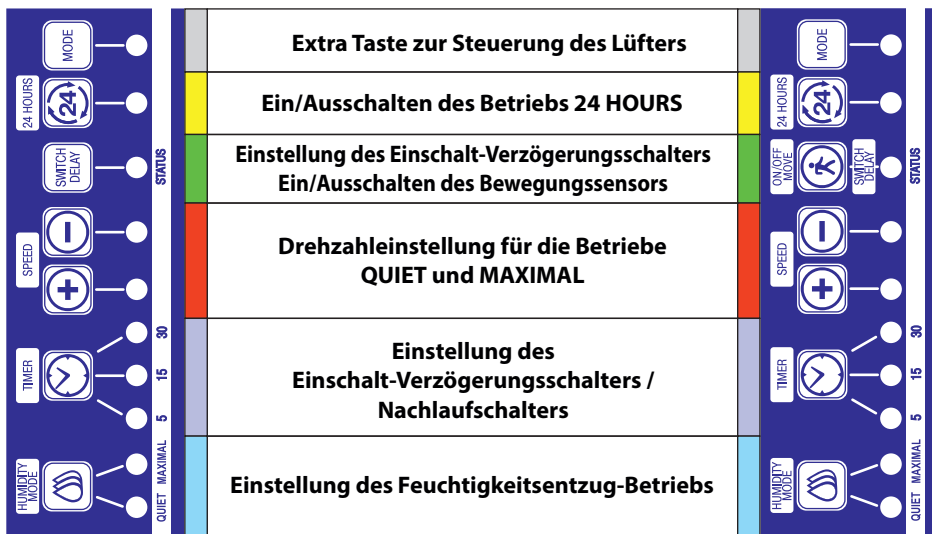 MODE
24 HOURS
24
SWITCH
DELAY
STATUS
SPEED
TIMER
30
15
5
HUMIDITY
MODE
MAXIMAL
QUIET
Extra Taste zur Steuerung des Lüfters
Ein/Ausschalten des Betriebs 24 HOURS
Einstellung des Einschalt-Verzögerungsschalters
Ein/Ausschalten des Bewegungssensors
Drehzahleinstellung für die Betriebe
QUIET und MAXIMAL
Einstellung des
Einschalt-Verzögerungsschalters /
Nachlaufschalters
Einstellung des Feuchtigkeitsentzug-Betriebs
MODE
24 HOURS
24
ON/OFF
MOVE
SWITCH
DELAY
STATUS
SPEED
TIMER
30
15
5
HUMIDITY
MODE
MAXIMAL
QUIET